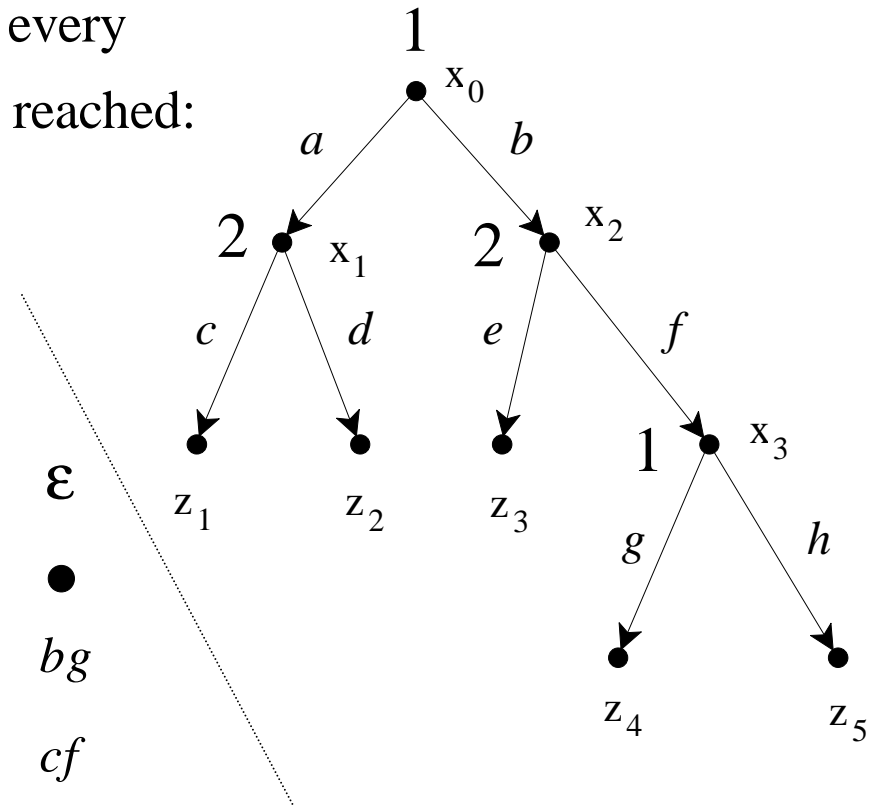 every
1
x0
reached:
a
b
2
x1
2
x2
c
d
e
f
1
x3
ε
z1
z2
z3
g
h
bg
z4
z5
cf